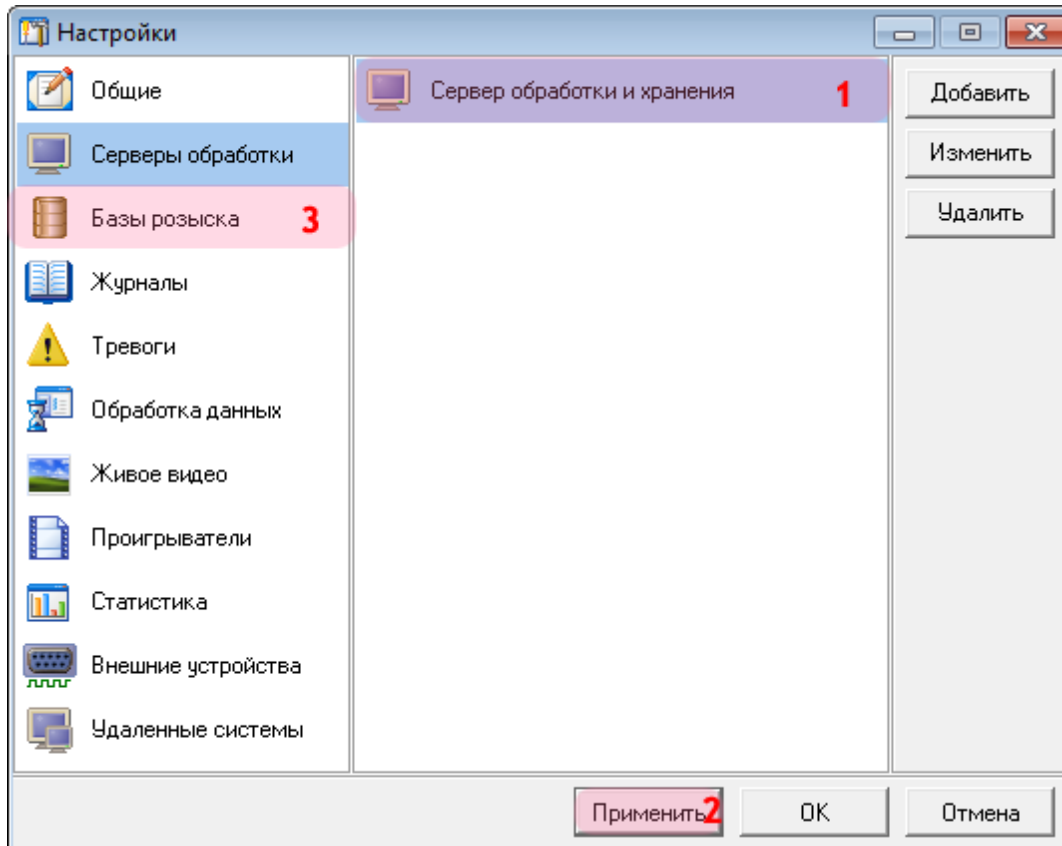 Настройки
Общие
Серверы обработки
Базы розыска 3
Журналы
Тревоги
Обработка данных
Живое видео
Проигрыватели
Статистика
Внешние устройства
Удаленные системы
Сервер обработки и хранения 1
Добавить
Изменить
Удалить
Применить 2
OK
Отмена